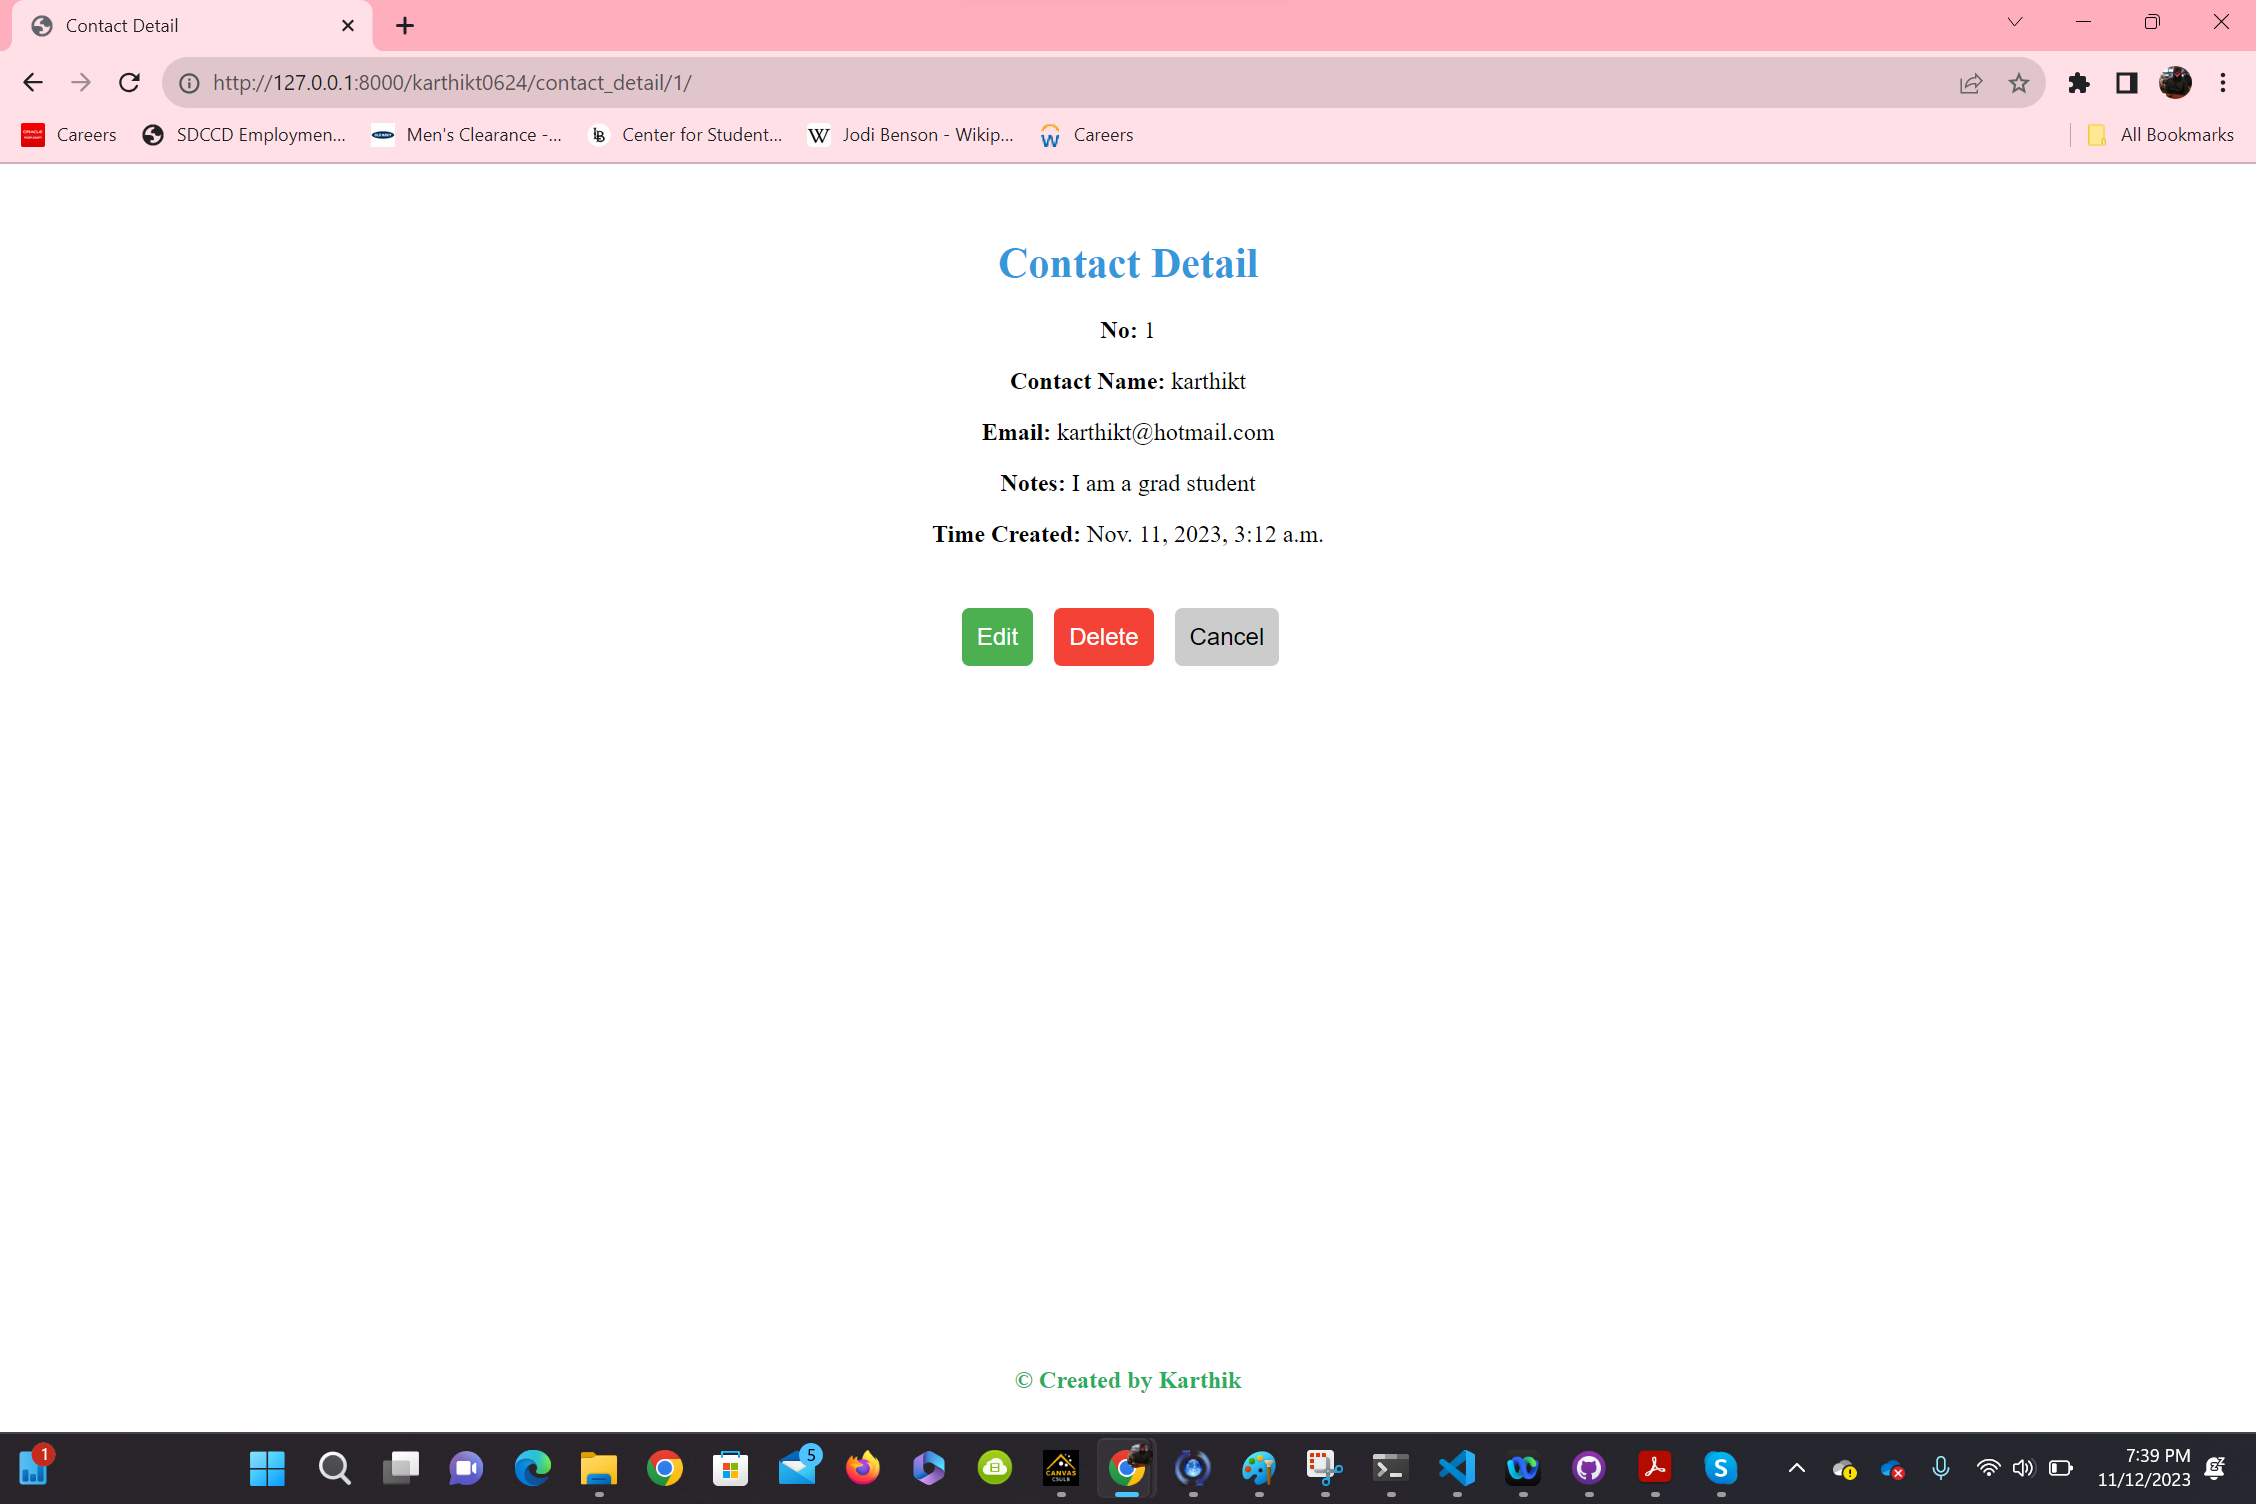 Contact Detail
http://127.0.0.1:8000/karthikt0624/contact_detail/1/
Careers
SDCCD Employmen...
Men's Clearance -...
Center for Student...
Jodi Benson - Wikip...
Careers
All Bookmarks
Contact Detail
No: 1
Contact Name: karthikt
Email: karthikt@hotmail.com
Notes: I am a grad student
Time Created: Nov. 11, 2023, 3:12 a.m.
Edit Delete Cancel
© Created by Karthik
1
5
CANVAS
CSULB
7:39 PM
11/12/2023